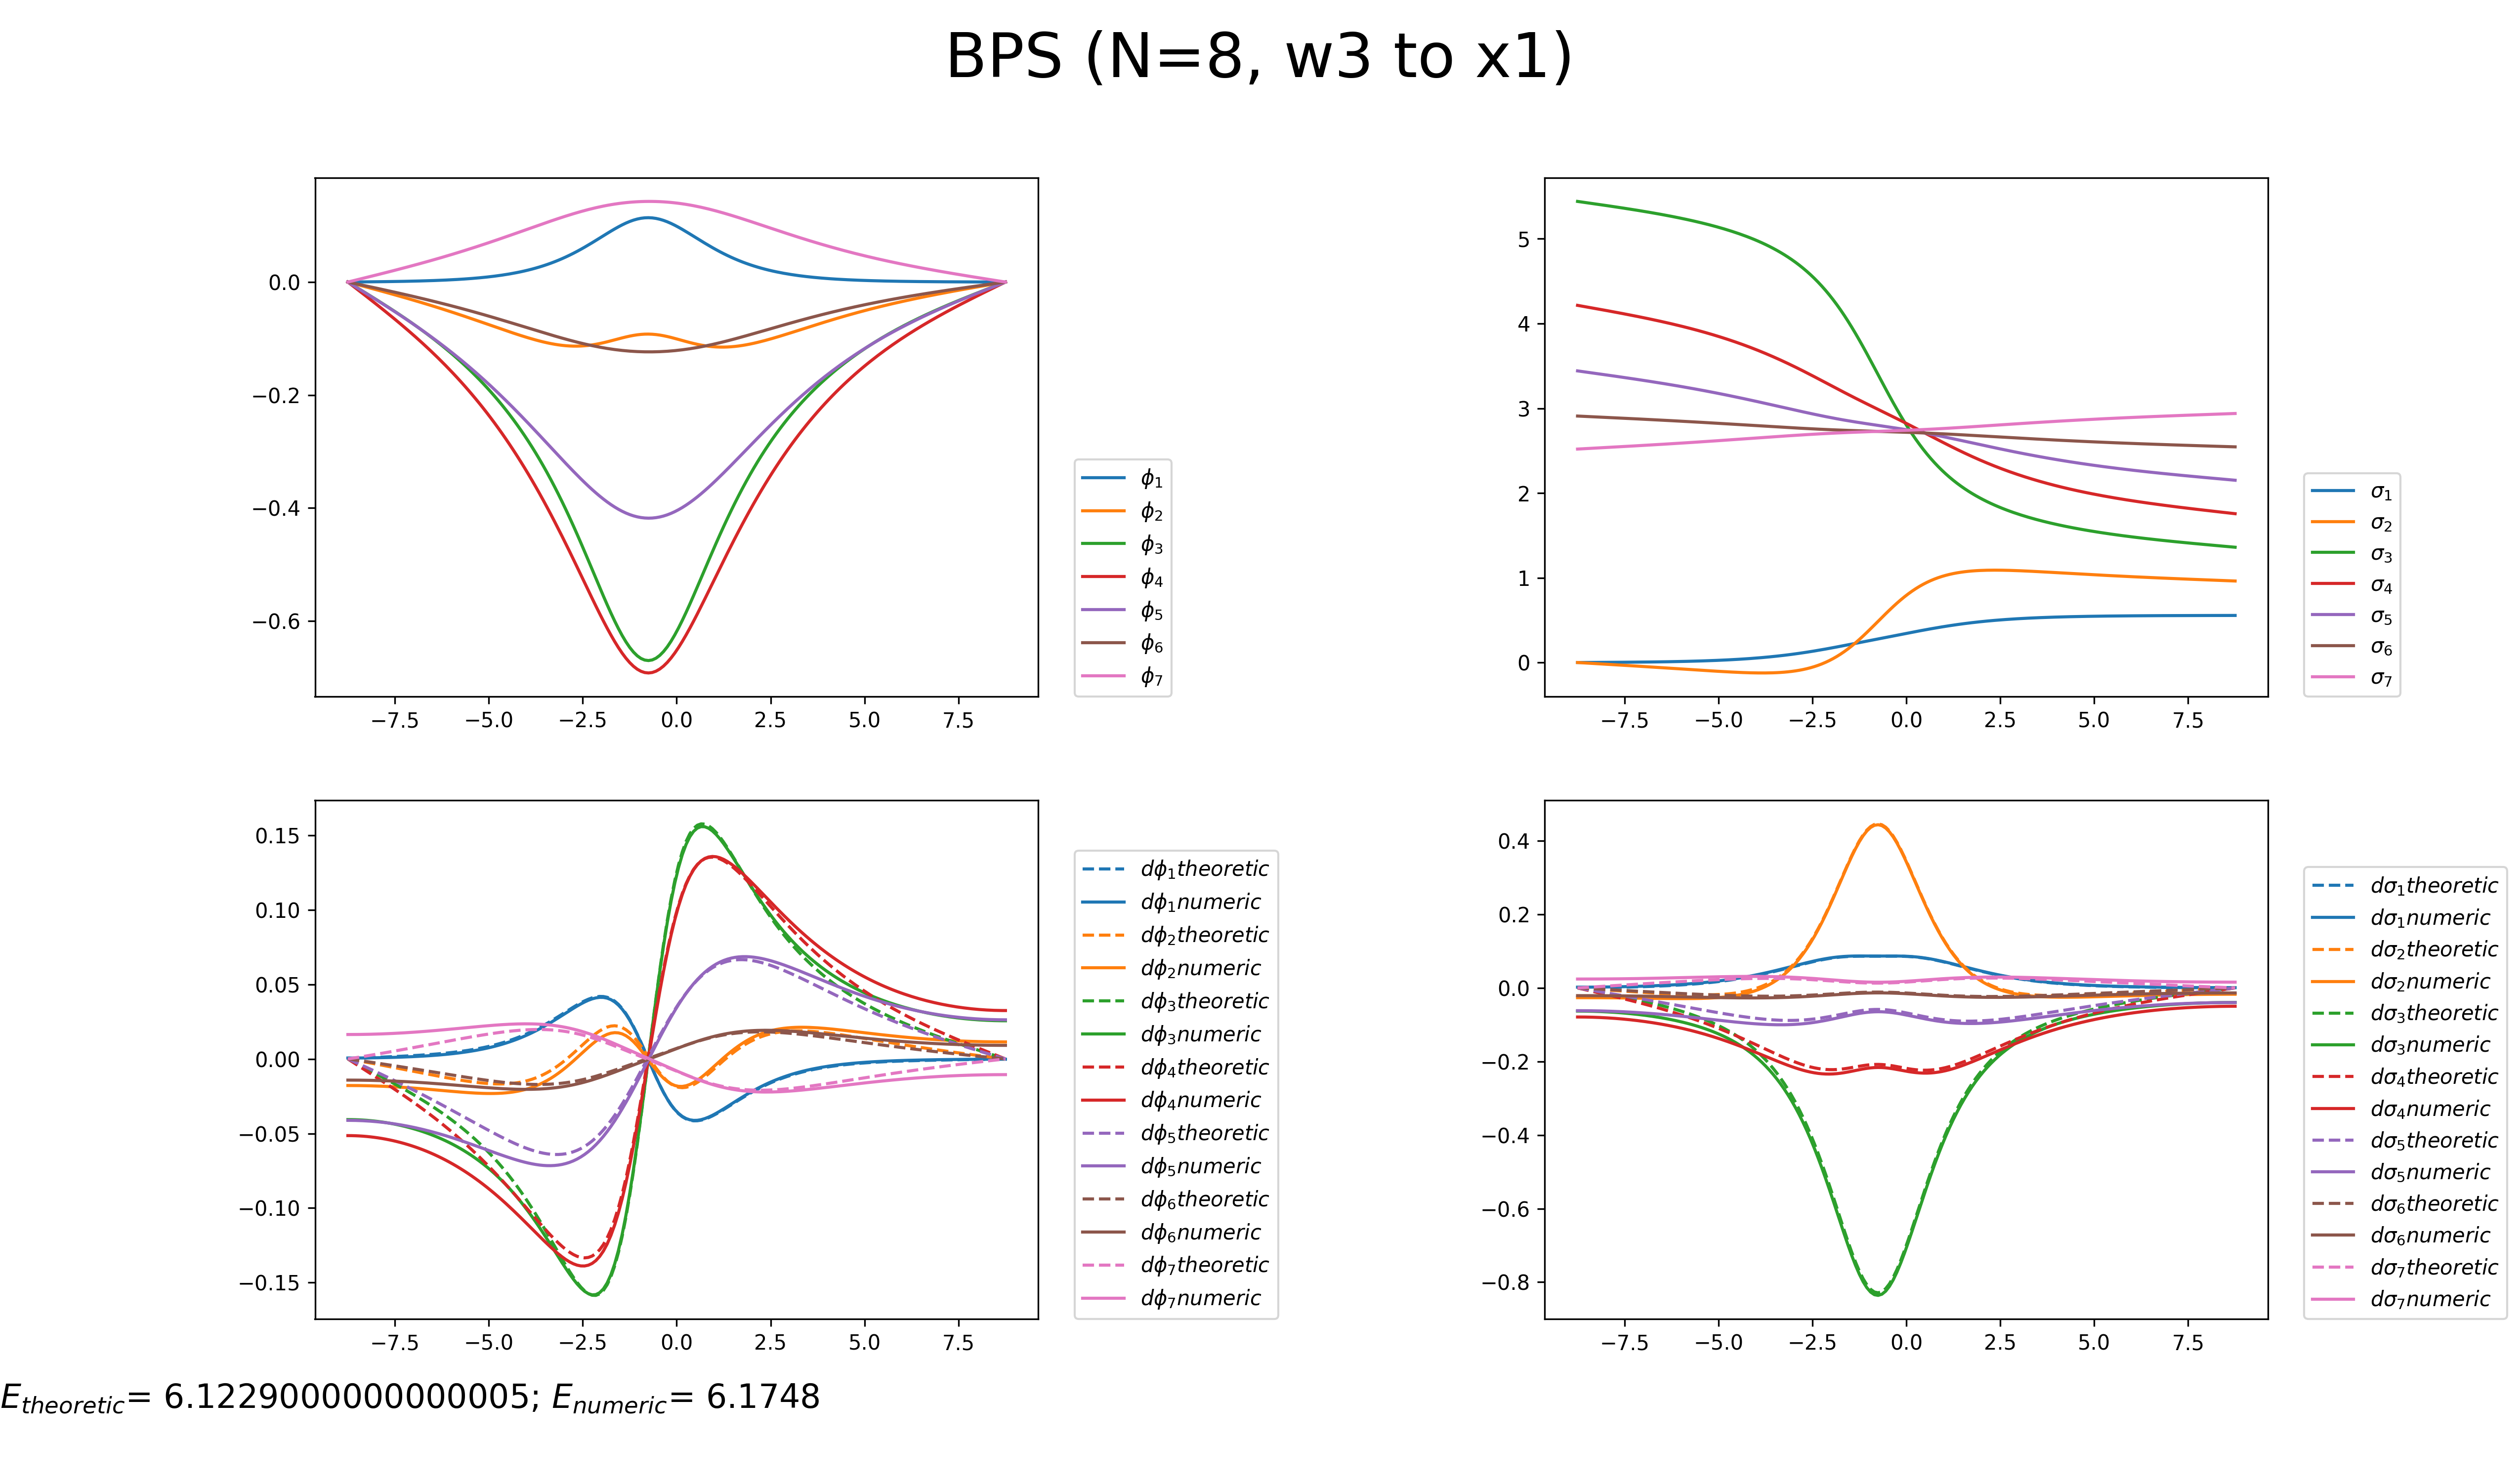 BPS (N=8, w3 to x1)
0.0
−0.2
−0.4
−0.6
−7.5 −5.0 −2.5 0.0 2.5 5.0 7.5
ϕ1
ϕ2
ϕ3
ϕ4
ϕ5
ϕ6
ϕ7
5
4
3
2
1
0
−7.5 −5.0 −2.5 0.0 2.5 5.0 7.5
σ1
σ2
σ3
σ4
σ5
σ6
σ7
0.15
0.10
0.05
0.00
−0.05
−0.10
−0.15
−7.5 −5.0 −2.5 0.0 2.5 5.0 7.5
dϕ1theoretic
dϕ1numeric
dϕ2theoretic
dϕ2numeric
dϕ3theoretic
dϕ3numeric
dϕ4theoretic
dϕ4numeric
dϕ5theoretic
dϕ5numeric
dϕ6theoretic
dϕ6numeric
dϕ7theoretic
dϕ7numeric
0.4
0.2
0.0
−0.2
−0.4
−0.6
−0.8
−7.5 −5.0 −2.5 0.0 2.5 5.0 7.5
dσ1theoretic
dσ1numeric
dσ2theoretic
dσ2numeric
dσ3theoretic
dσ3numeric
dσ4theoretic
dσ4numeric
dσ5theoretic
dσ5numeric
dσ6theoretic
dσ6numeric
dσ7theoretic
dσ7numeric
Etheoretic= 6.1229000000000005; Enumeric= 6.1748